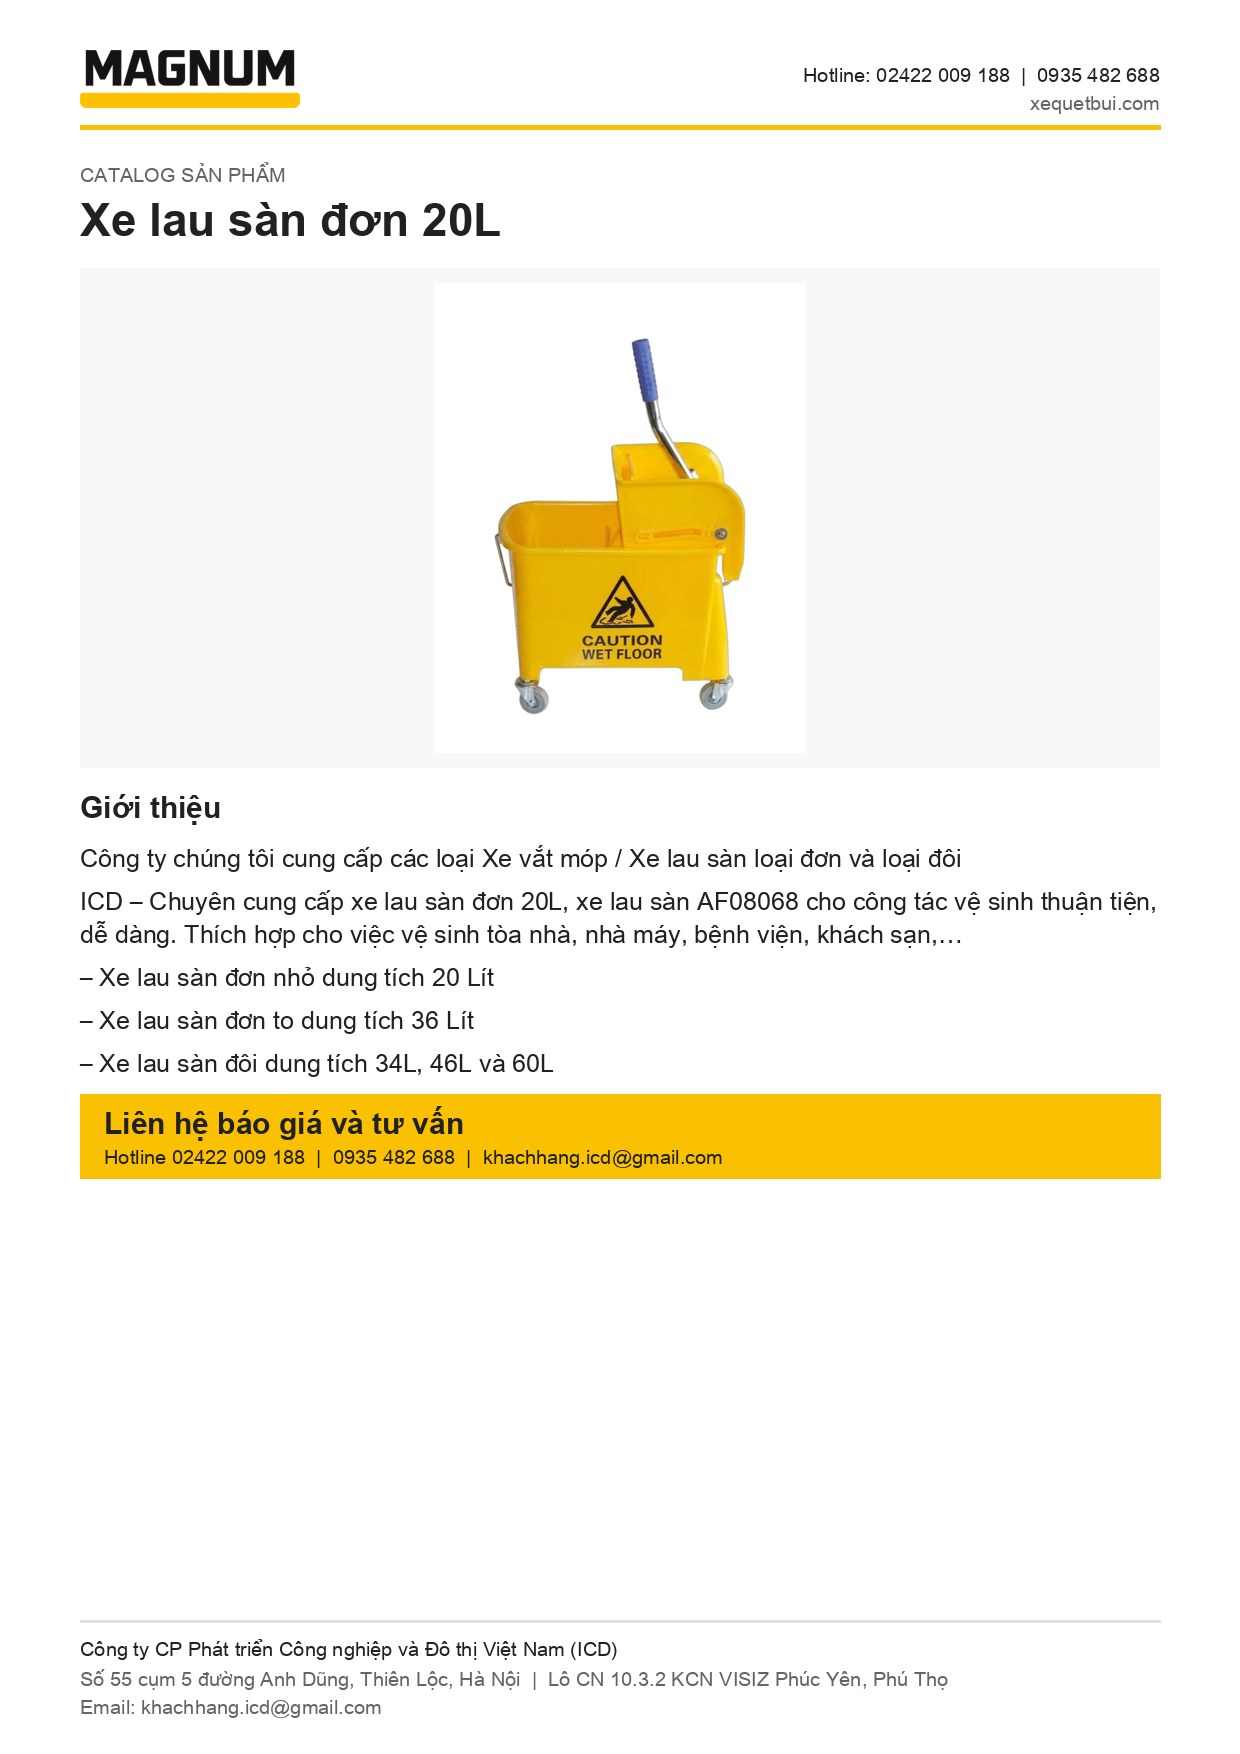 MAGNUM
Hotline: 02422 009 188 | 0935 482 688
xequetbui.com
CATALOG SẢN PHẨM
Xe lau sàn đơn 20L
CAUTION
WET FLOOR
Giới thiệu
Công ty chúng tôi cung cấp các loại Xe vắt móp / Xe lau sàn loại đơn và loại đôi
ICD – Chuyên cung cấp xe lau sàn đơn 20L, xe lau sàn AF08068 cho công tác vệ sinh thuận tiện,
dễ dàng. Thích hợp cho việc vệ sinh tòa nhà, nhà máy, bệnh viện, khách sạn,…
– Xe lau sàn đơn nhỏ dung tích 20 Lít
– Xe lau sàn đơn to dung tích 36 Lít
– Xe lau sàn đôi dung tích 34L, 46L và 60L
Liên hệ báo giá và tư vấn
Hotline 02422 009 188 | 0935 482 688 | khachhang.icd@gmail.com
Công ty CP Phát triển Công nghiệp và Đô thị Việt Nam (ICD)
Số 55 cụm 5 đường Anh Dũng, Thiên Lộc, Hà Nội | Lô CN 10.3.2 KCN VISIZ Phúc Yên, Phú Thọ
Email: khachhang.icd@gmail.com